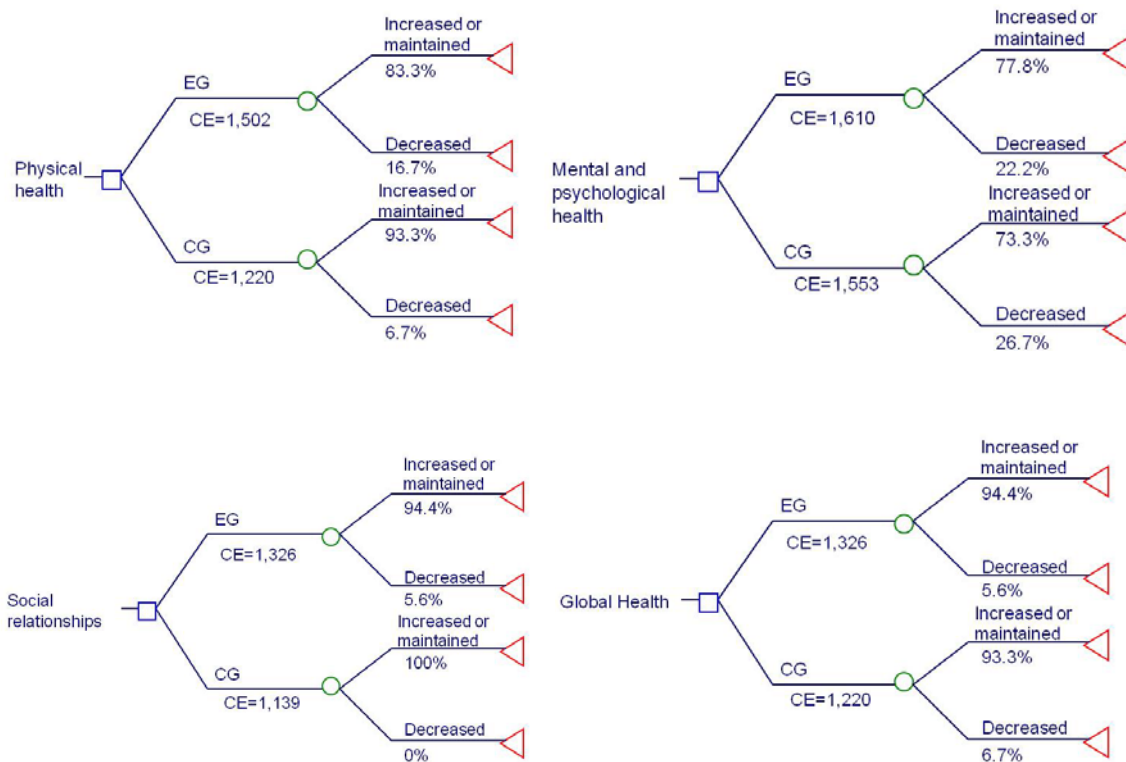 Increased or
maintained
83.3%
EG
CE=1,502
Decreased
16.7%
Physical
health
Increased or
maintained
93.3%
CG
CE=1,220
Decreased
6.7%
Increased or
maintained
77.8%
EG
CE=1,610
Decreased
22.2%
Mental and
psychological
health
Increased or
maintained
73.3%
CG
CE=1,553
Decreased
26.7%
Increased or
maintained
94.4%
EG
CE=1,326
Decreased
5.6%
Social
relationships
Increased or
maintained
100%
CG
CE=1,139
Decreased
0%
Increased or
maintained
94.4%
EG
CE=1,326
Decreased
5.6%
Global Health
Increased or
maintained
93.3%
CG
CE=1,220
Decreased
6.7%